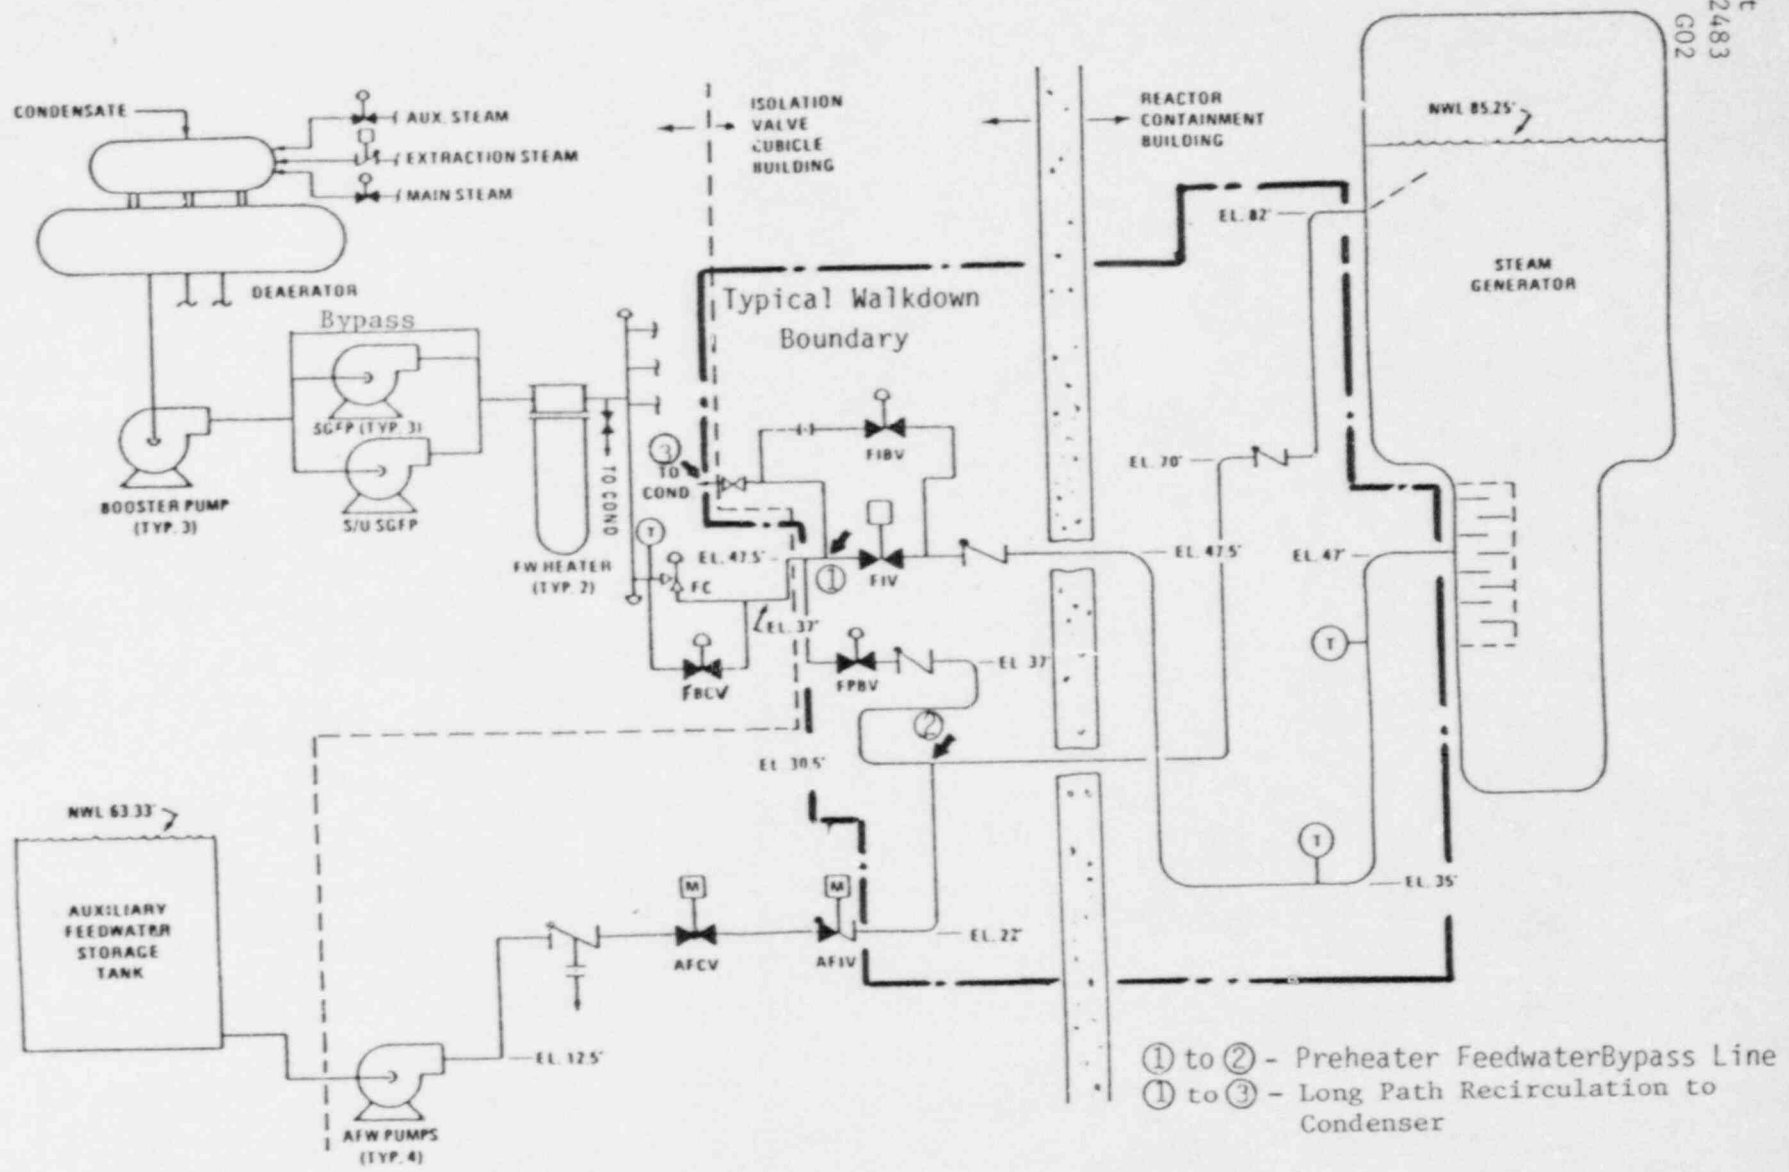 t
2483
G02
CONDENSATE
AUX. STEAM
EXTRACTION STEAM
MAIN STEAM
DEAERATOR
ISOLATION
VALVE
CUBICLE
BUILDING
REACTOR
CONTAINMENT
BUILDING
NWL 85.25'
EL. 82'
STEAM
GENERATOR
Typical Walkdown
Boundary
Bypass
SGFP (TYP. 3)
S/U SGFP
BOOSTER PUMP
(TYP. 3)
FW HEATER
(TYP. 2)
TO COND
3
TO
COND
T
FC
FBCV
EL. 47.5'
EL. 37'
1
FIBV
FIV
FPBV
EL. 37'
2
EL. 30.5'
EL. 70'
EL. 47.5'
EL. 47'
T
T
EL. 35'
NWL 63.33'
AUXILIARY
FEEDWATER
STORAGE
TANK
M
AFCV
M
AFIV
EL. 22'
EL. 12.5'
AFW PUMPS
(TYP. 4)
1 to 2 - Preheater FeedwaterBypass Line
1 to 3 - Long Path Recirculation to
Condenser